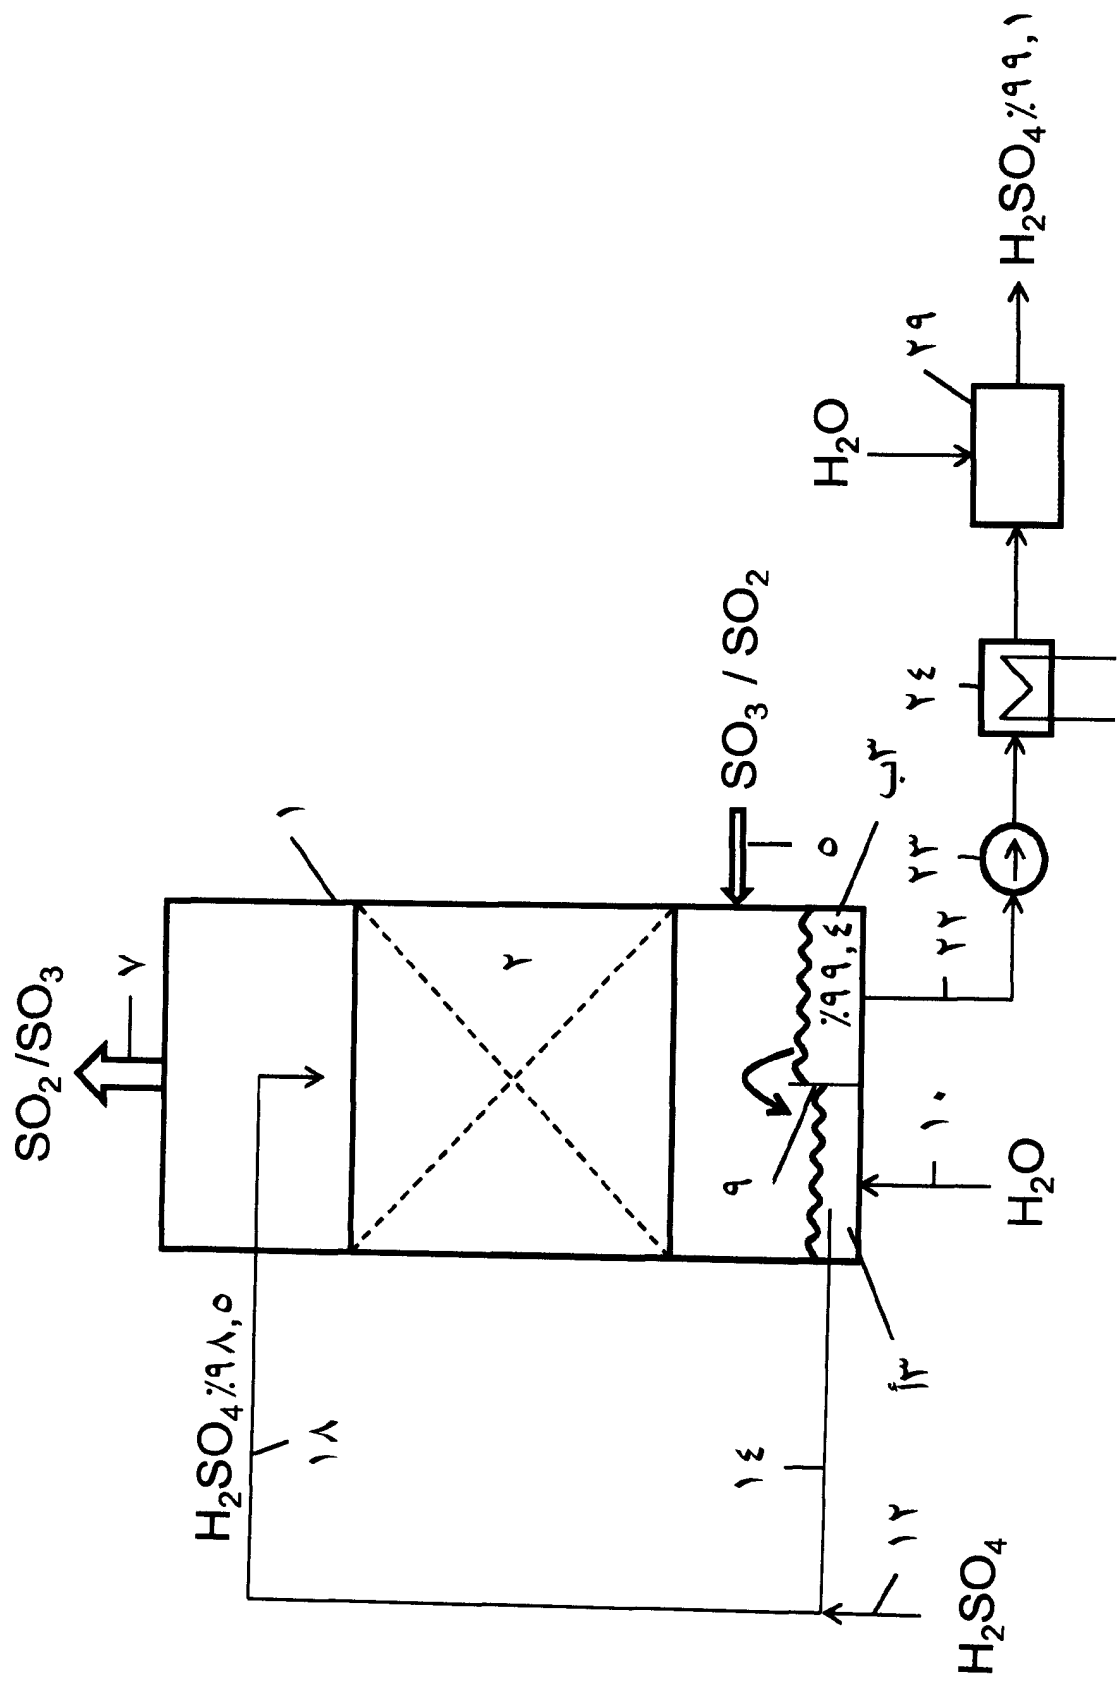 SO₂/SO₃
٧
١
H₂SO₄ ٪٩٨,٥
١٨
٢
SO₃ / SO₂
٥
٩
٪٩٩,٤
٣ب
٣أ
١٤
١٢
H₂SO₄
١٠
H₂O
٢٢
٢٣
٢٤
H₂O
٢٩
H₂SO₄ ٪٩٩,١